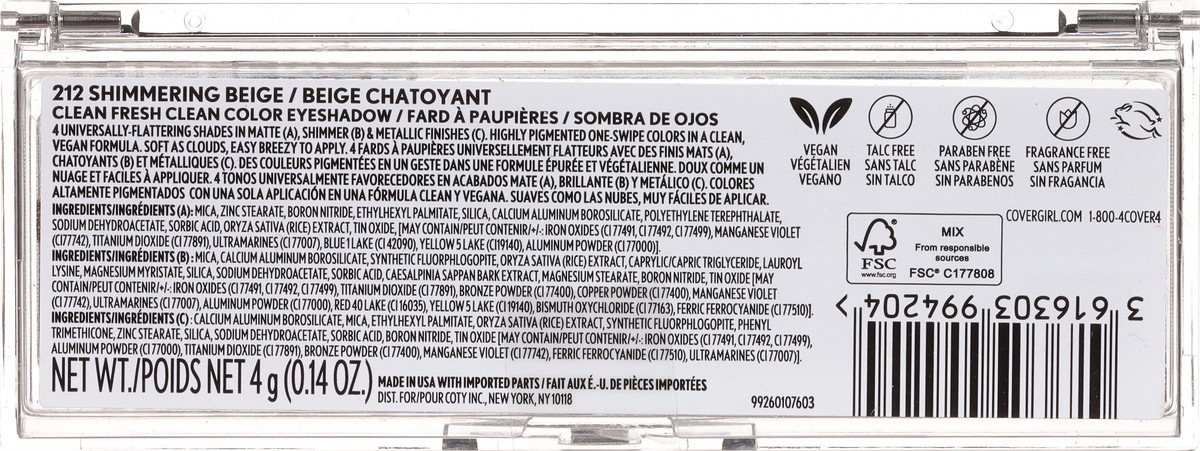 212 SHIMMERING BEIGE / BEIGE CHATOYANT
CLEAN FRESH CLEAN COLOR EYESHADOW / FARD À PAUPIÈRES / SOMBRA DE OJOS
4 UNIVERSALLY-FLATTERING SHADES IN MATTE (A), SHIMMER (B) & METALLIC FINISHES (C). HIGHLY PIGMENTED ONE-SWIPE COLORS IN A CLEAN,
VEGAN FORMULA. SOFT AS CLOUDS, EASY BREEZY TO APPLY. 4 FARDS À PAUPIÈRES UNIVERSELLEMENT FLATTEURS AVEC DES FINIS MATS (A),
CHATOYANTS (B) ET MÉTALLIQUES (C). DES COULEURS PIGMENTÉES EN UN GESTE DANS UNE FORMULE ÉPURÉE ET VÉGÉTALIENNE. DOUX COMME UN
NUAGE ET FACILES À APPLIQUER. 4 TONOS UNIVERSALMENTE FAVORECEDORES EN ACABADOS MATE (A), BRILLANTE (B) Y METÁLICO (C). COLORES
ALTAMENTE PIGMENTADOS CON UNA SOLA APLICACIÓN EN UNA FÓRMULA CLEAN Y VEGANA. SUAVES COMO LAS NUBES, MUY FÁCILES DE APLICAR.
INGREDIENTS/INGRÉDIENTS (A): MICA, ZINC STEARATE, BORON NITRIDE, ETHYLHEXYL PALMITATE, SILICA, CALCIUM ALUMINUM BOROSILICATE, POLYETHYLENE TEREPHTHALATE,
SODIUM DEHYDROACETATE, SORBIC ACID, ORYZA SATIVA (RICE) EXTRACT, TIN OXIDE, [MAY CONTAIN/PEUT CONTENIR/+/-: IRON OXIDES (CI 77491, CI 77492, CI 77499), MANGANESE VIOLET
(CI 77742), TITANIUM DIOXIDE (CI 77891), ULTRAMARINES (CI 77007), BLUE 1 LAKE (CI 42090), YELLOW 5 LAKE (CI 19140), ALUMINUM POWDER (CI 77000)].
INGREDIENTS/INGRÉDIENTS (B): MICA, CALCIUM ALUMINUM BOROSILICATE, SYNTHETIC FLUORPHLOGOPITE, ORYZA SATIVA (RICE) EXTRACT, CAPRYLIC/CAPRIC TRIGLYCERIDE, LAUROYL
LYSINE, MAGNESIUM MYRISTATE, SILICA, SODIUM DEHYDROACETATE, SORBIC ACID, CAESALPINIA SAPPAN BARK EXTRACT, MAGNESIUM STEARATE, BORON NITRIDE, TIN OXIDE [MAY
CONTAIN/PEUT CONTENIR/+/-: IRON OXIDES (CI 77491, CI 77492, CI 77499), TITANIUM DIOXIDE (CI 77891), BRONZE POWDER (CI 77400), COPPER POWDER (CI 77400), MANGANESE VIOLET
(CI 77742), ULTRAMARINES (CI 77007), ALUMINUM POWDER (CI 77000), RED 40 LAKE (CI 16035), YELLOW 5 LAKE (CI 19140), BISMUTH OXYCHLORIDE (CI 77163), FERRIC FERROCYANIDE (CI 77510)].
INGREDIENTS/INGRÉDIENTS (C): CALCIUM ALUMINUM BOROSILICATE, MICA, ETHYLHEXYL PALMITATE, ORYZA SATIVA (RICE) EXTRACT, SYNTHETIC FLUORPHLOGOPITE, PHENYL
TRIMETHICONE, ZINC STEARATE, SILICA, SODIUM DEHYDROACETATE, SORBIC ACID, BORON NITRIDE, TIN OXIDE [MAY CONTAIN/PEUT CONTENIR/+/-: IRON OXIDES (CI 77491, CI 77492, CI 77499),
ALUMINUM POWDER (CI 77000), TITANIUM DIOXIDE (CI 77891), BRONZE POWDER (CI 77400), MANGANESE VIOLET (CI 77742), FERRIC FERROCYANIDE (CI 77510), ULTRAMARINES (CI 77007)].
NET WT./POIDS NET 4 g (0.14 OZ.)
MADE IN USA WITH IMPORTED PARTS / FAIT AUX É.-U. DE PIÈCES IMPORTÉES
DIST. FOR/POUR COTY INC., NEW YORK, NY 10118
99260107603
VEGAN
VÉGÉTALIEN
VEGANO
TALC FREE
SANS TALC
SIN TALCO
PARABEN FREE
SANS PARABÈNE
SIN PARABENOS
FRAGRANCE FREE
SANS PARFUM
SIN FRAGANCIA
COVERGIRL.COM 1-800-4COVER4
FSC
www.fsc.org
MIX
From responsible
sources
FSC® C177808
3 616303 994204 >